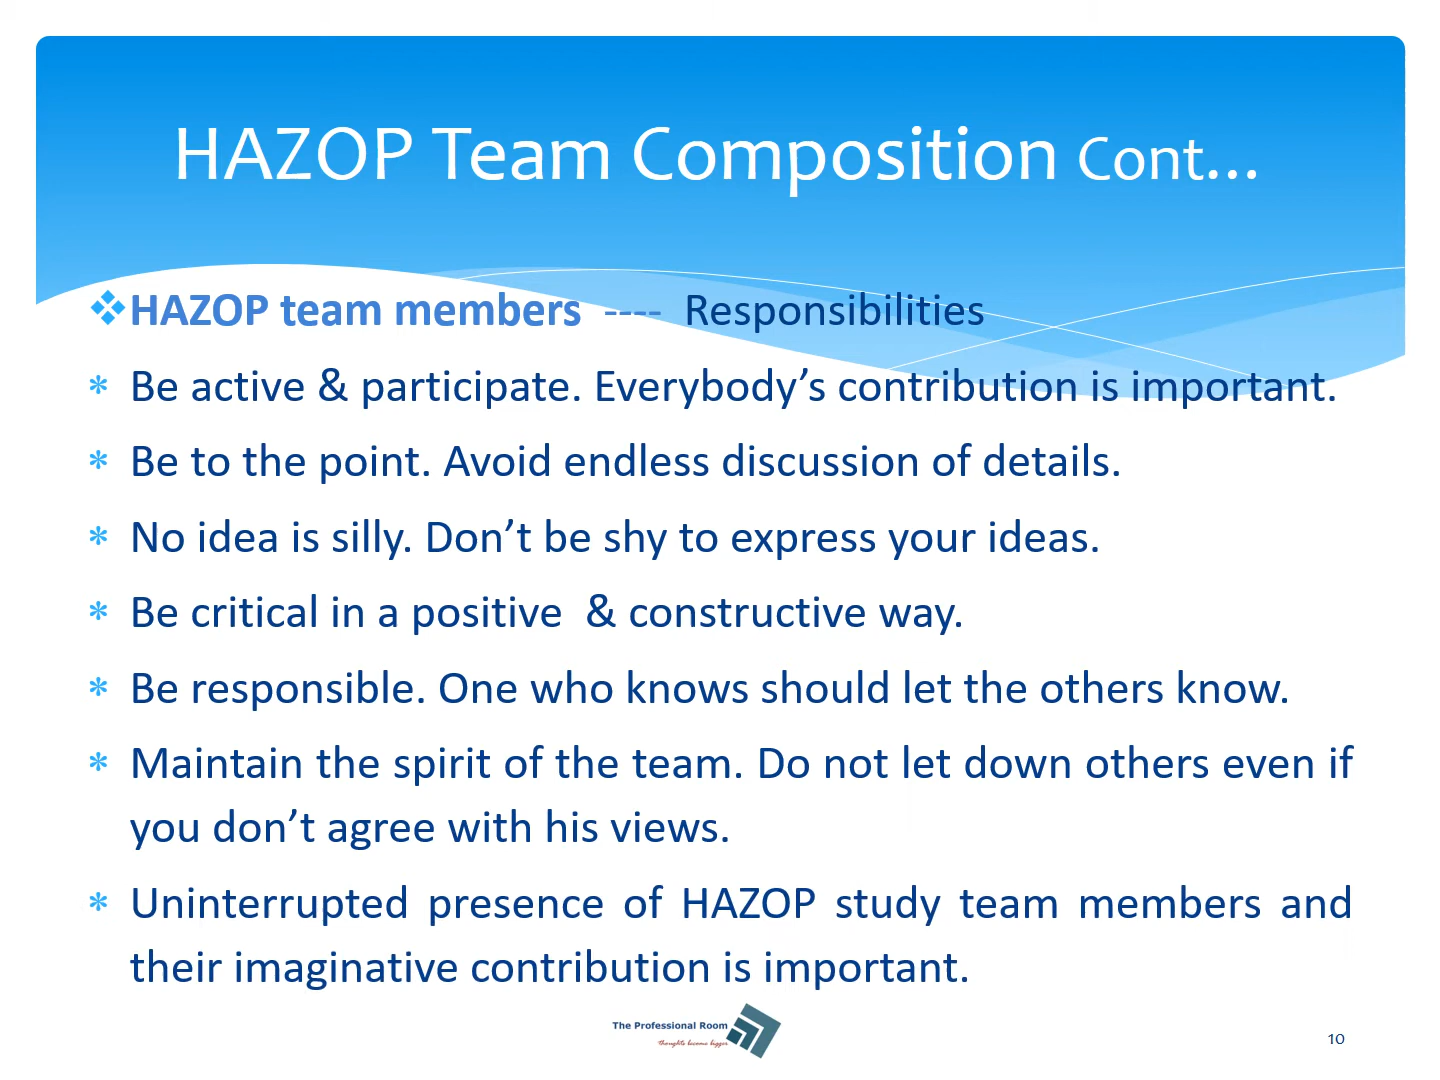 HAZOP Team Composition Cont...
❖HAZOP team members ---- Responsibilities
* Be active & participate. Everybody’s contribution is important.
* Be to the point. Avoid endless discussion of details.
* No idea is silly. Don’t be shy to express your ideas.
* Be critical in a positive & constructive way.
* Be responsible. One who knows should let the others know.
* Maintain the spirit of the team. Do not let down others even if
you don’t agree with his views.
* Uninterrupted presence of HAZOP study team members and
their imaginative contribution is important.
The Professional Room
thoughts become bigger
10